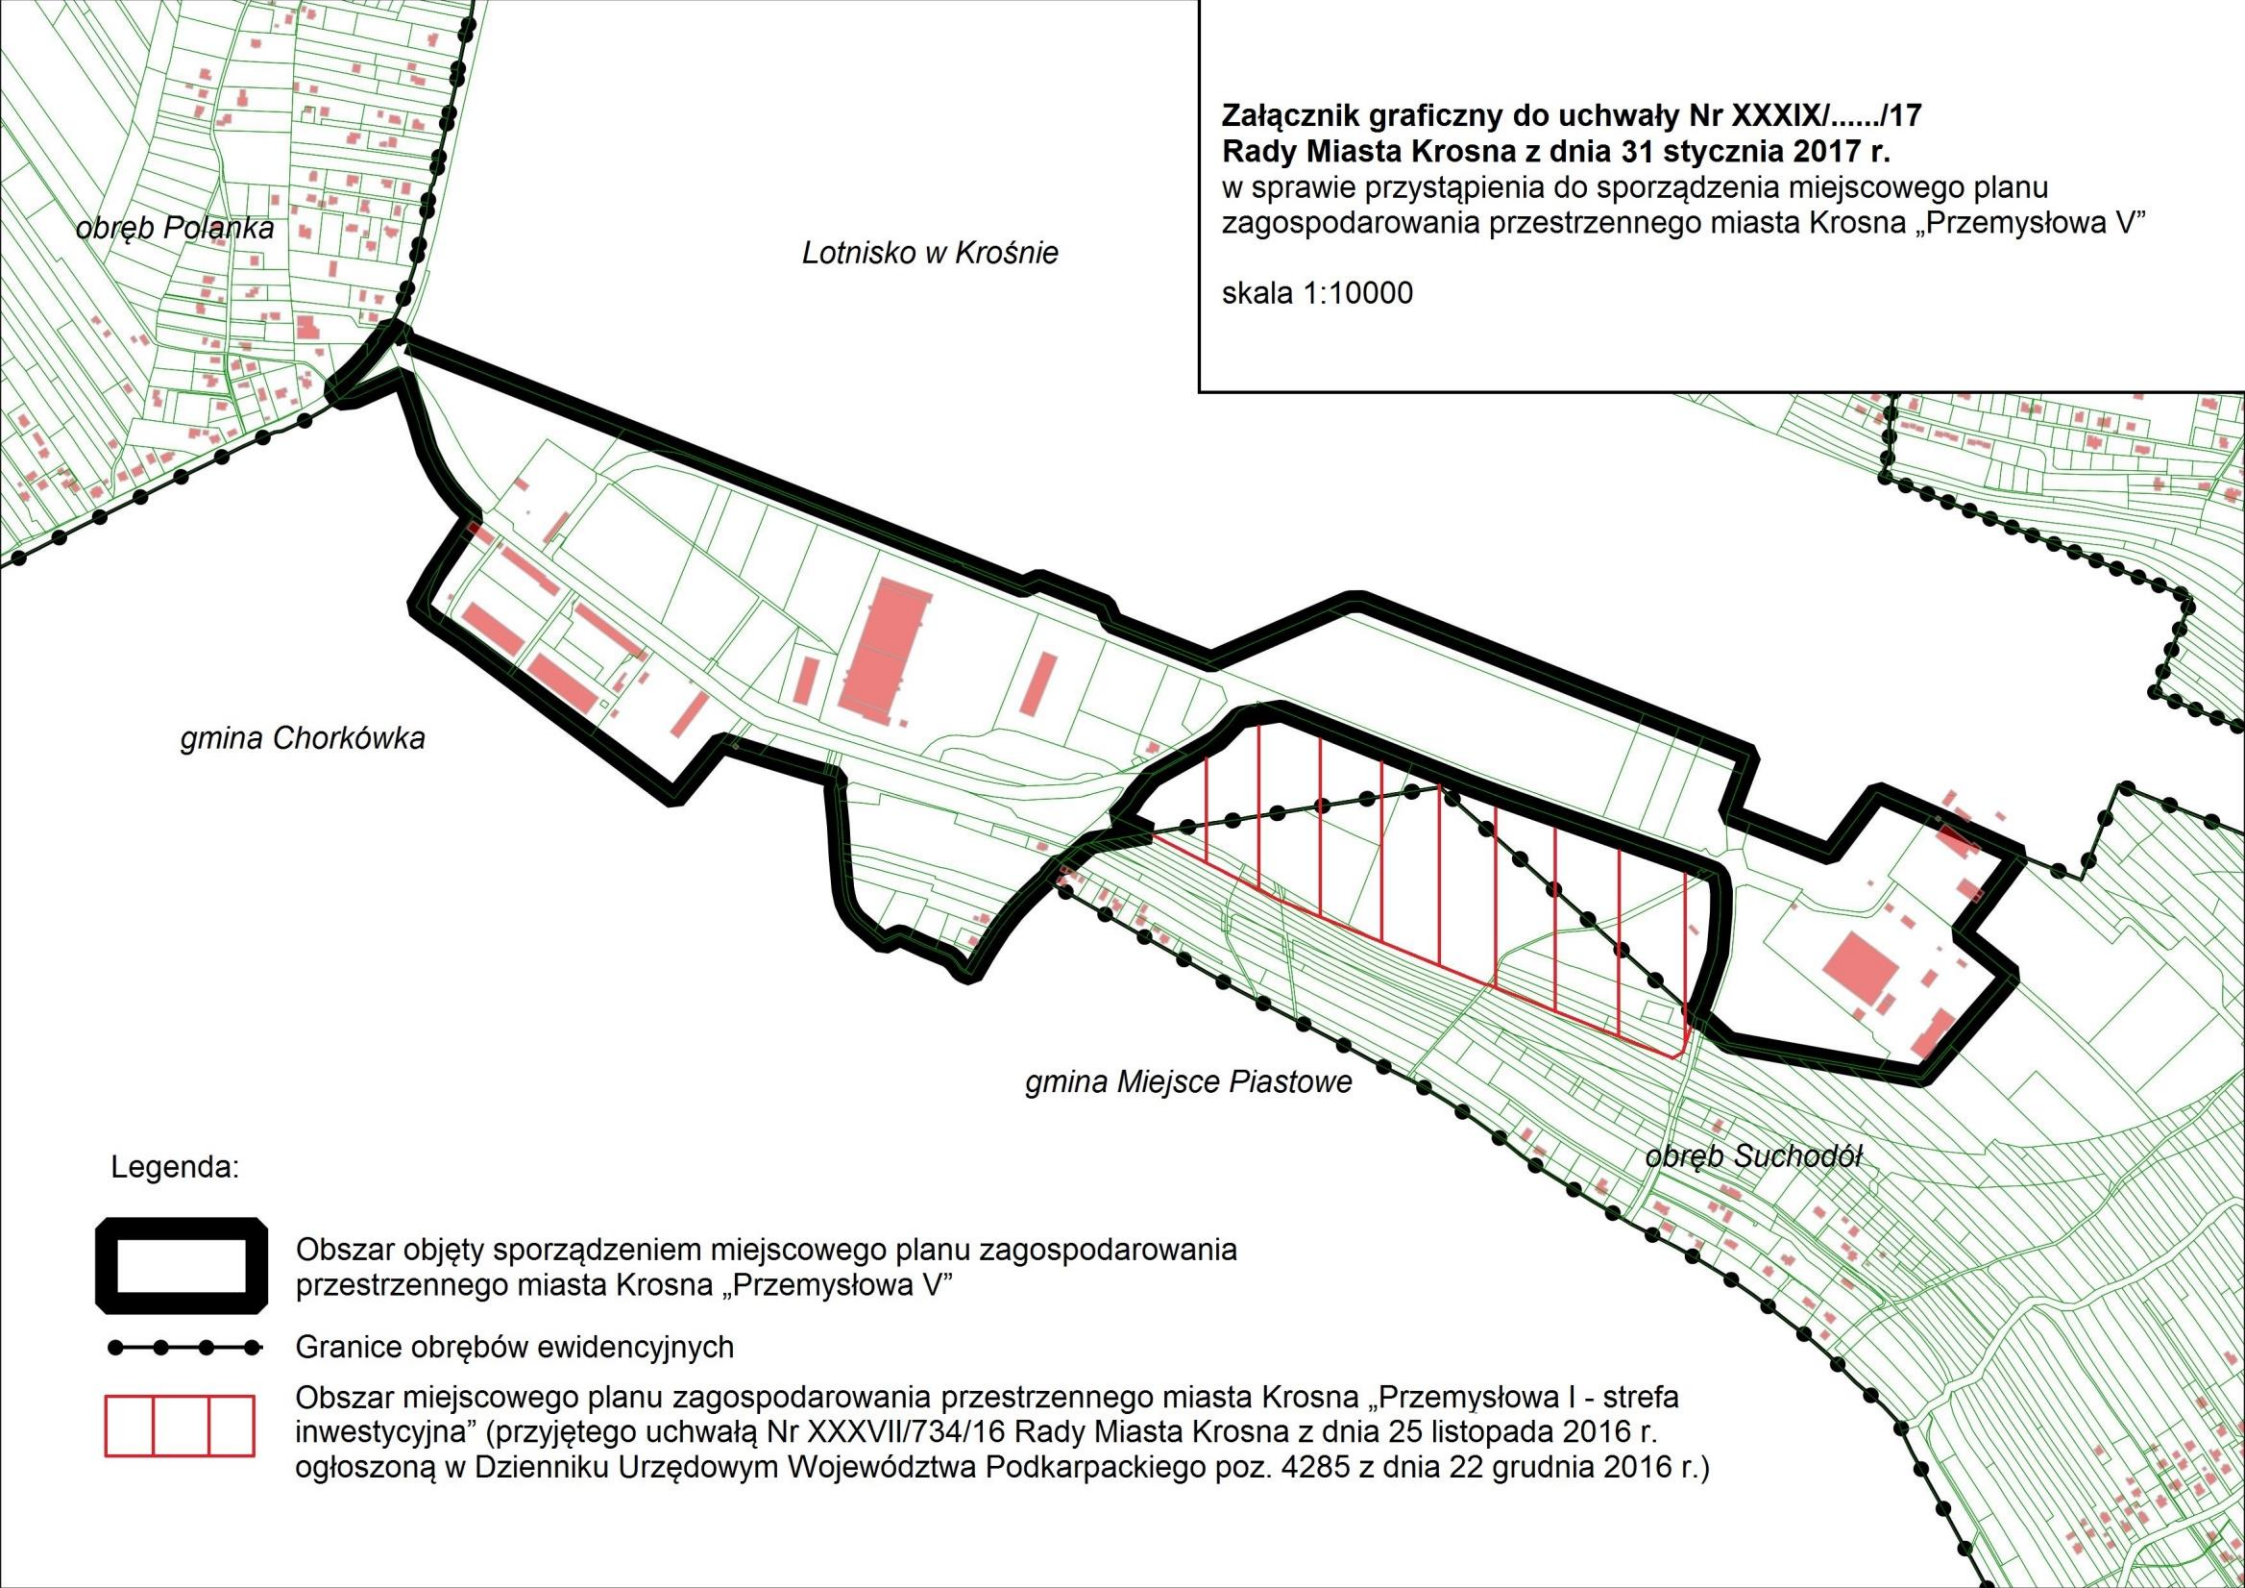 Załącznik graficzny do uchwały Nr XXXIX/....../17
Rady Miasta Krosna z dnia 31 stycznia 2017 r.
w sprawie przystąpienia do sporządzenia miejscowego planu
zagospodarowania przestrzennego miasta Krosna „Przemysłowa V”
skala 1:10000
obręb Polanka
Lotnisko w Krośnie
gmina Chorkówka
gmina Miejsce Piastowe
obręb Suchodół
Legenda:
Obszar objęty sporządzeniem miejscowego planu zagospodarowania
przestrzennego miasta Krosna „Przemysłowa V”
Granice obrębów ewidencyjnych
Obszar miejscowego planu zagospodarowania przestrzennego miasta Krosna „Przemysłowa I - strefa
inwestycyjna” (przyjętego uchwałą Nr XXXVII/734/16 Rady Miasta Krosna z dnia 25 listopada 2016 r.
ogłoszoną w Dzienniku Urzędowym Województwa Podkarpackiego poz. 4285 z dnia 22 grudnia 2016 r.)